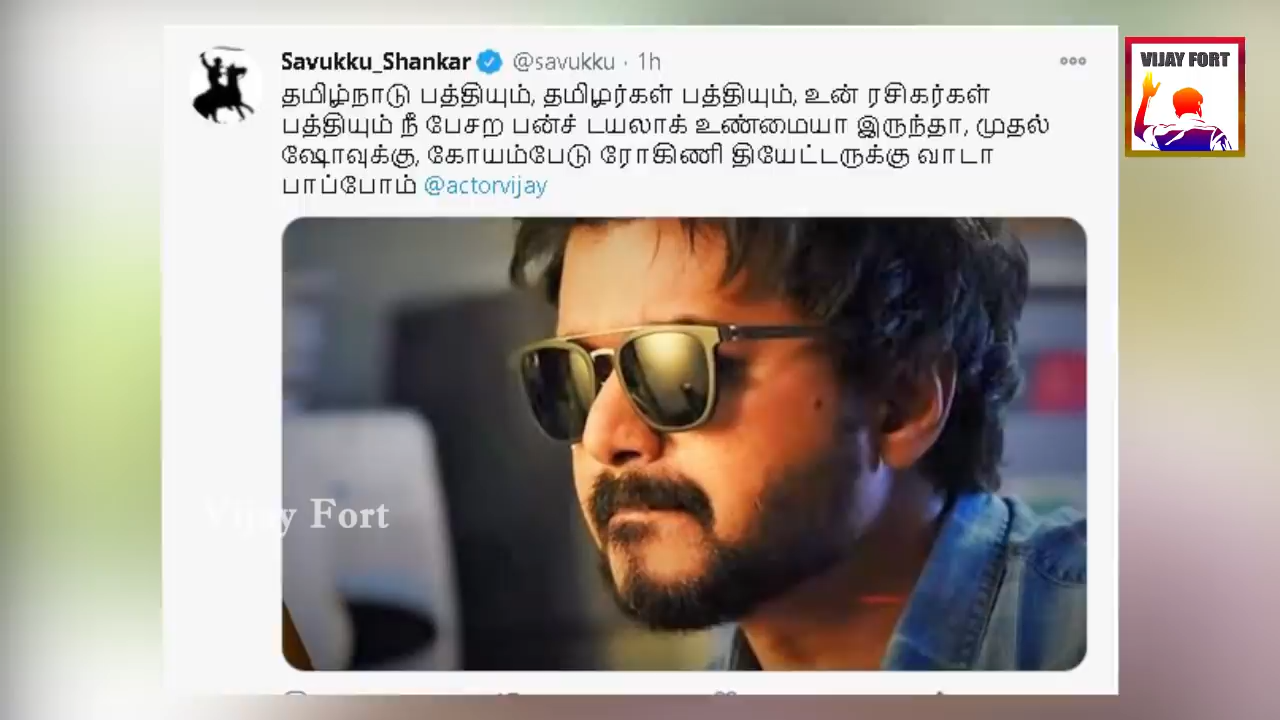 Savukku_Shankar @savukku · 1h
தமிழ்நாடு பத்தியும், தமிழர்கள் பத்தியும், உன் ரசிகர்கள்
பத்தியும் நீ பேசற பன்ச் டயலாக் உண்மையா இருந்தா, முதல்
ஷோவுக்கு, கோயம்பேடு ரோகிணி தியேட்டருக்கு வாடா
பாப்போம் @actorvijay
VIJAY FORT
Vijay Fort